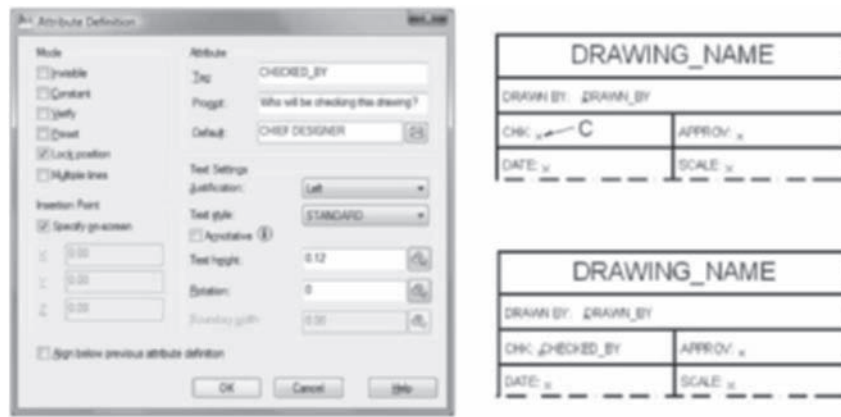 Attribute Definition
Mode
Invisible
Constant
Verify
Preset
Lock position
Multiple lines
Insertion Point
Specify on-screen
X: 0.00
Y: 0.00
Z: 0.00
Align below previous attribute definition
Attribute
Tag: CHECKED_BY
Prompt: Who will be checking this drawing?
Default: CHIEF DESIGNER
Text Settings
Justification: Left
Text style: STANDARD
Annotative
Text height: 0.12
Rotation: 0
Boundary width: 0.00
OK Cancel Help
DRAWING_NAME
DRAWN BY: DRAWN_BY
CHK: x C APPROV: x
DATE: x SCALE: x
DRAWING_NAME
DRAWN BY: DRAWN_BY
CHK: CHECKED_BY APPROV: x
DATE: x SCALE: x